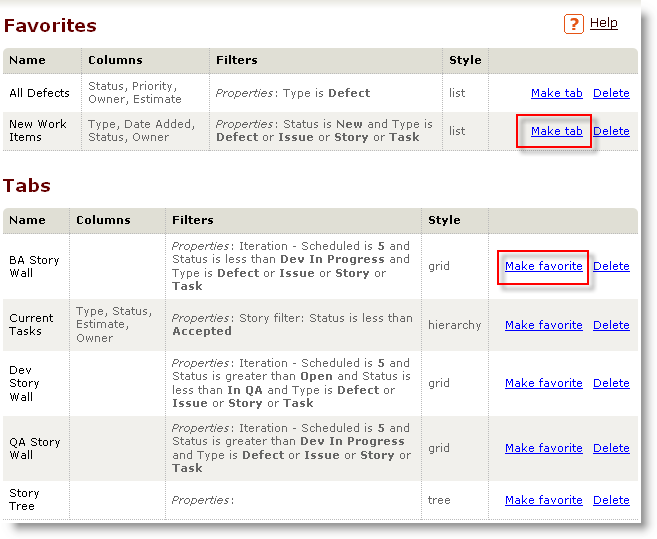 Favorites
? Help
Name Columns Filters Style
All Defects Status, Priority, Owner, Estimate Properties: Type is Defect list Make tab Delete
New Work Items Type, Date Added, Status, Owner Properties: Status is New and Type is Defect or Issue or Story or Task list Make tab Delete
Tabs
Name Columns Filters Style
BA Story Wall Properties: Iteration - Scheduled is 5 and Status is less than Dev In Progress and Type is Defect or Issue or Story or Task grid Make favorite Delete
Current Tasks Type, Status, Estimate, Owner Properties: Story filter: Status is less than Accepted hierarchy Make favorite Delete
Dev Story Wall Properties: Iteration - Scheduled is 5 and Status is greater than Open and Status is less than In QA and Type is Defect or Issue or Story or Task grid Make favorite Delete
QA Story Wall Properties: Iteration - Scheduled is 5 and Status is greater than Dev In Progress and Type is Defect or Issue or Story or Task grid Make favorite Delete
Story Tree Properties: tree Make favorite Delete